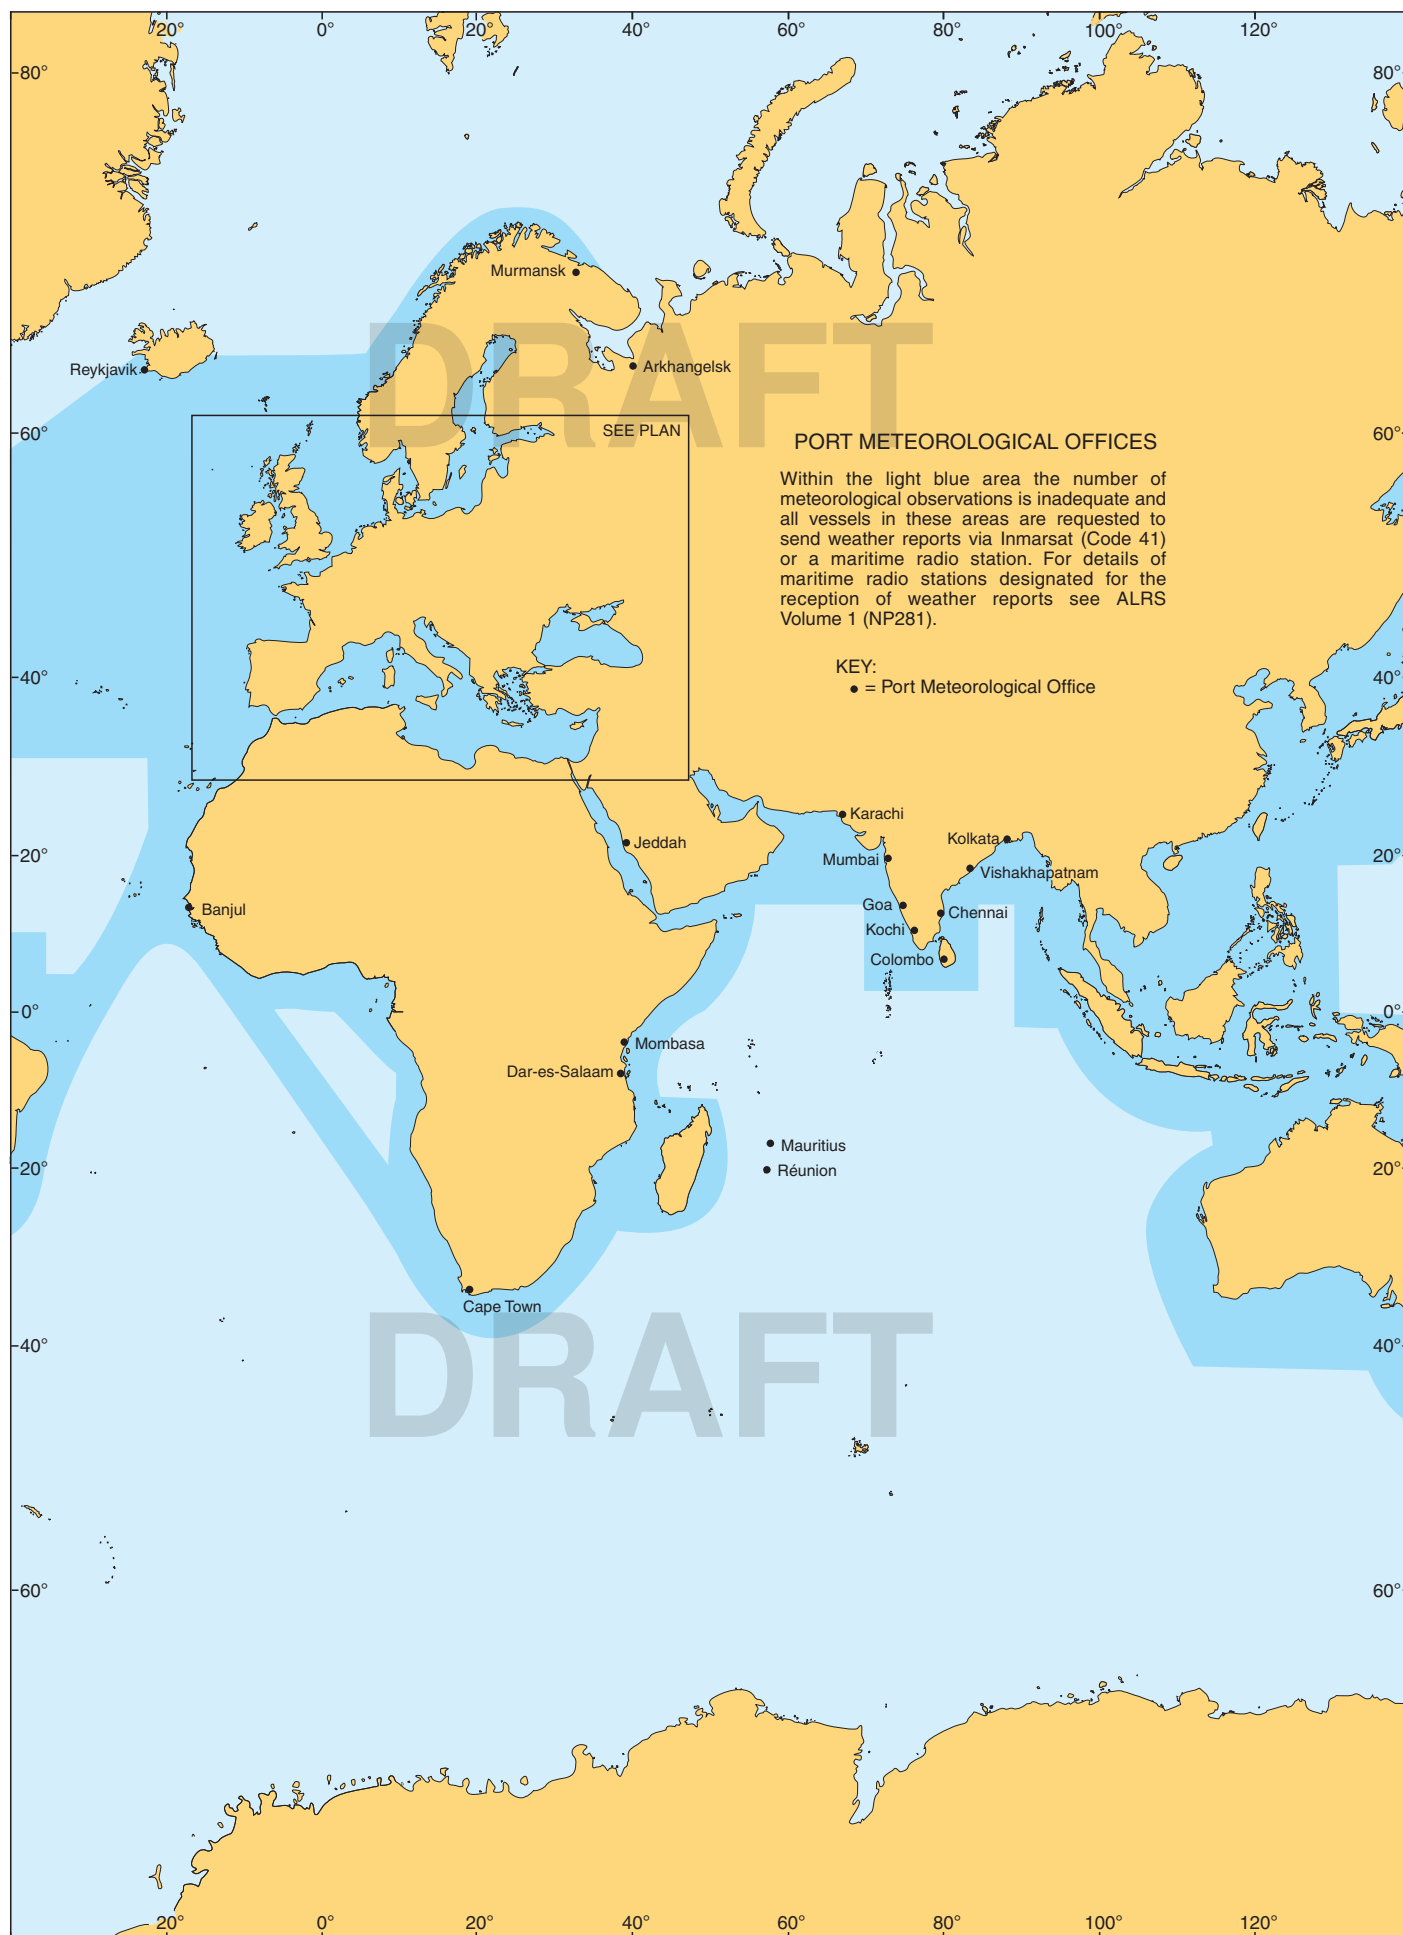 20° 0° 20° 40° 60° 80° 100° 120°
80° 80°
Murmansk
DRAFT
Reykjavik
Arkhangelsk
SEE PLAN
60° 60°
PORT METEOROLOGICAL OFFICES
Within the light blue area the number of
meteorological observations is inadequate and
all vessels in these areas are requested to
send weather reports via Inmarsat (Code 41)
or a maritime radio station. For details of
maritime radio stations designated for the
reception of weather reports see ALRS
Volume 1 (NP281).
KEY:
40° 40°
= Port Meteorological Office
Karachi
Kolkata
Jeddah
Mumbai
20° 20°
Vishakhapatnam
Goa
Banjul
Chennai
Kochi
Colombo
0° 0°
Mombasa
Dar-es-Salaam
Mauritius
20° 20°
Réunion
Cape Town
40° 40°
DRAFT
60° 60°
20° 0° 20° 40° 60° 80° 100° 120°